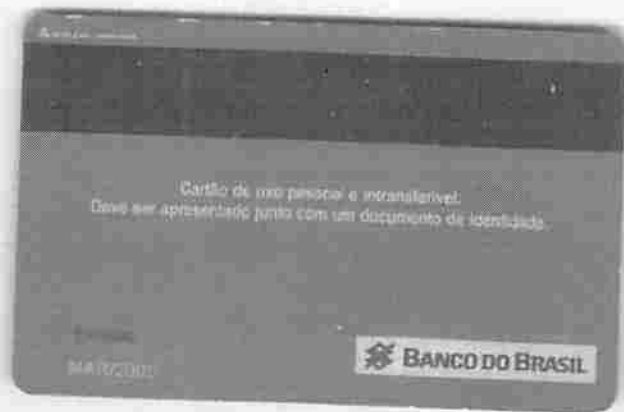 Cartão de uso pessoal e intransferível.
Deve ser apresentado junto com um documento de identidade.
BANCO DO BRASIL